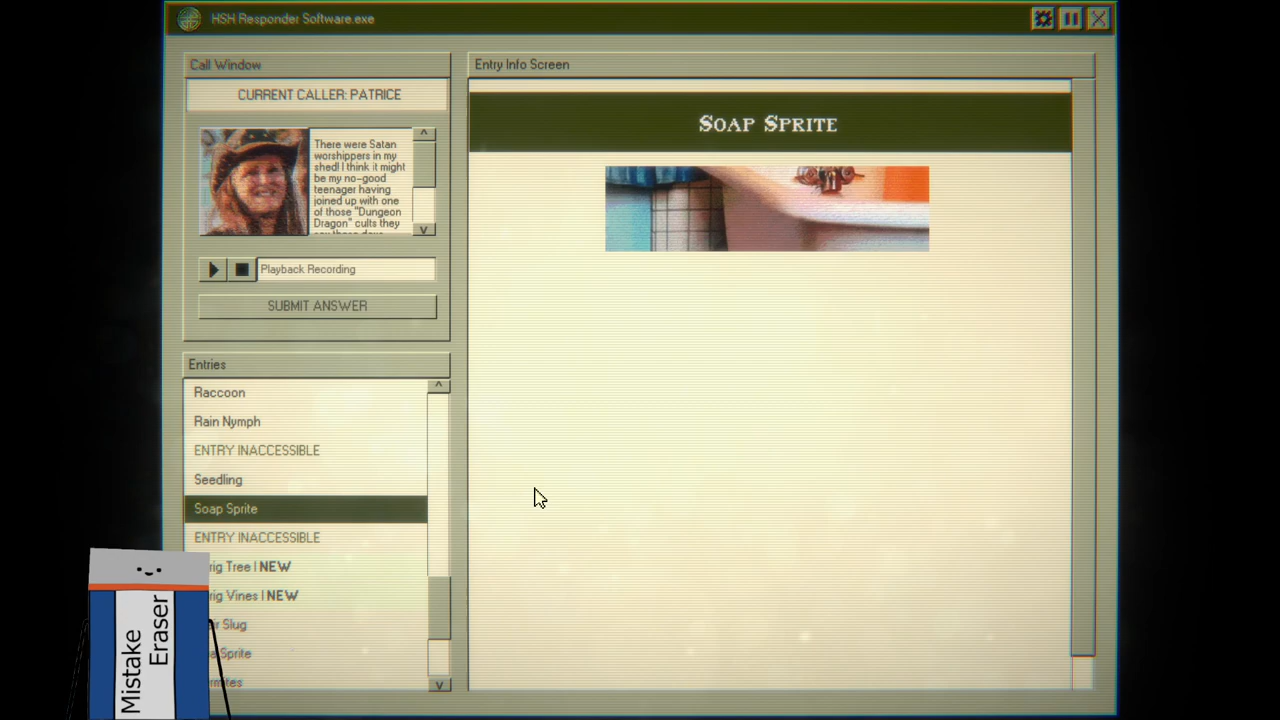 HSH Responder Software.exe
Call Window
CURRENT CALLER: PATRICE
There were Satan
worshippers in my
shed! I think it might
be my no-good
teenager having
joined up with one
of those "Dungeon
Dragon" cults they
Playback Recording
SUBMIT ANSWER
Entries
Raccoon
Rain Nymph
ENTRY INACCESSIBLE
Seedling
Soap Sprite
ENTRY INACCESSIBLE
Tree | NEW
Vines | NEW
Slug
Sprite
Entry Info Screen
Soap Sprite
Mistake
Eraser